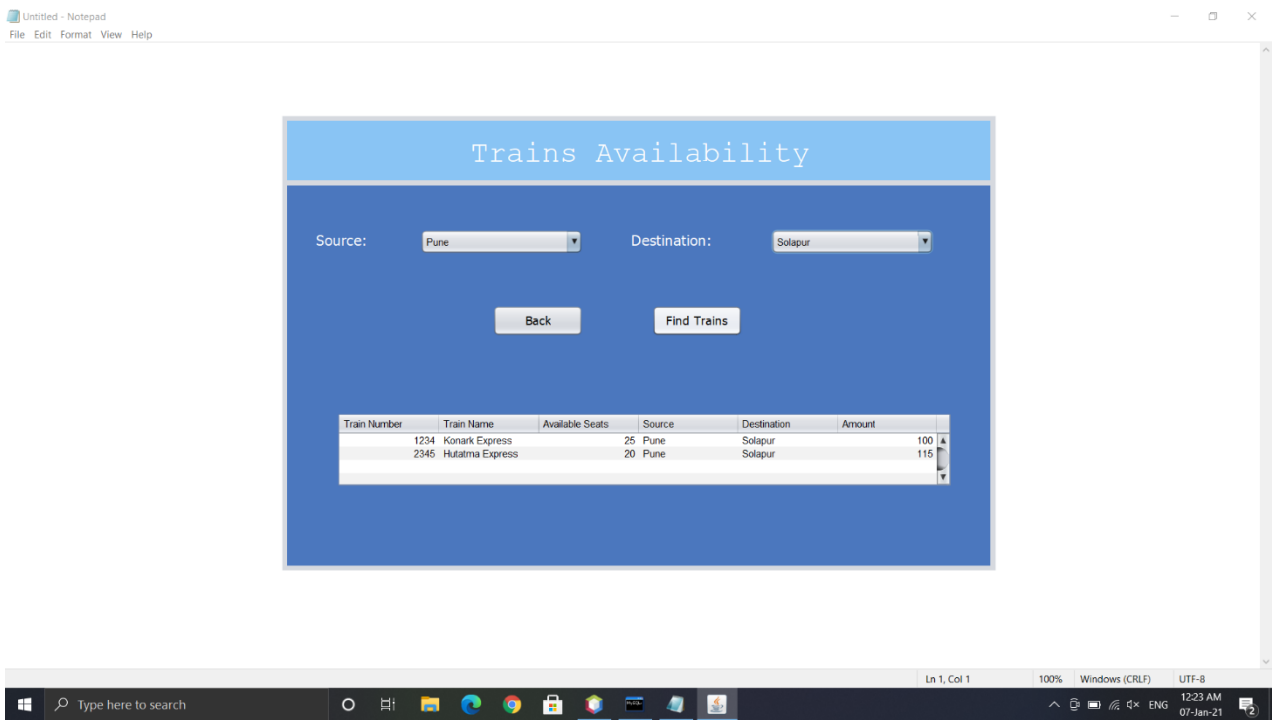 Untitled - Notepad
File Edit Format View Help
Trains Availability
Source: Pune Destination: Solapur
Back Find Trains
Train Number Train Name Available Seats Source Destination Amount
1234 Konark Express 25 Pune Solapur 100
2345 Hutatma Express 20 Pune Solapur 115
Ln 1, Col 1 100% Windows (CRLF) UTF-8
Type here to search ENG 12:23 AM
07-Jan-21 2